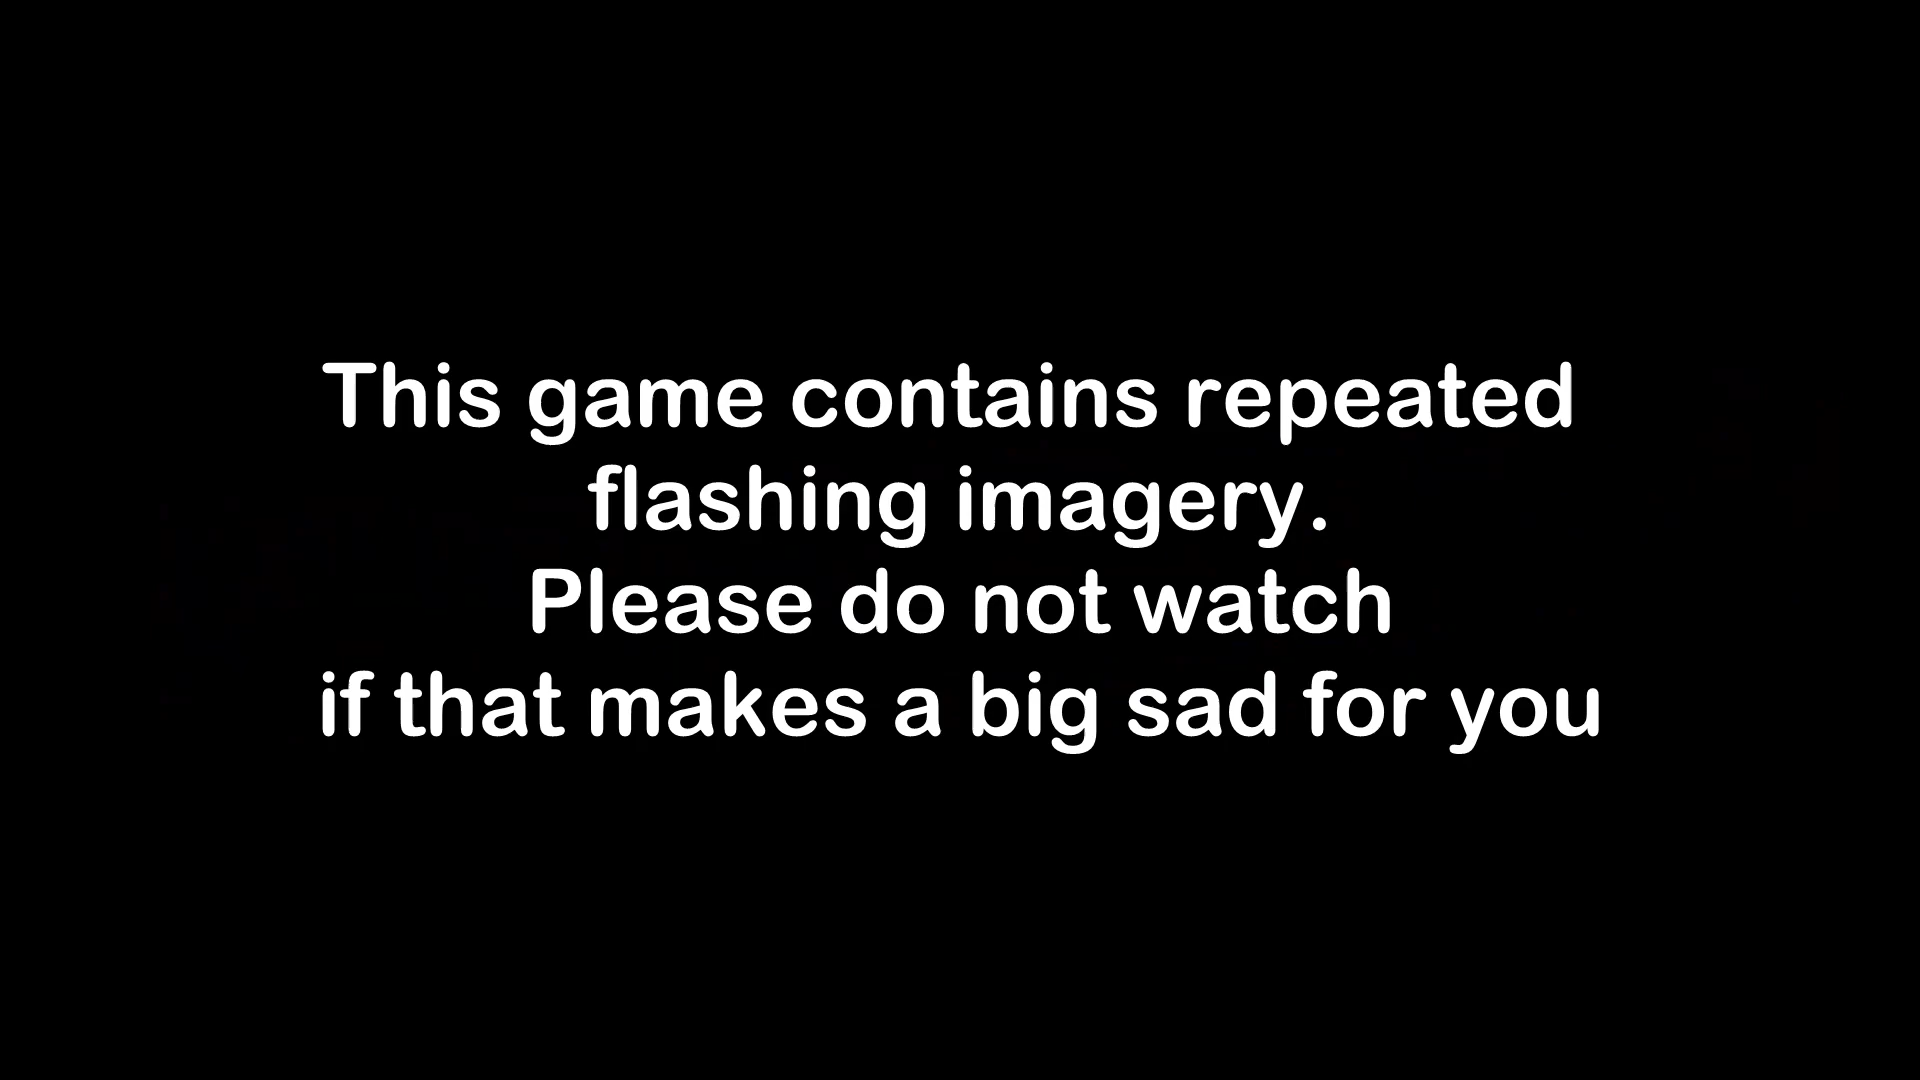 This game contains repeated
flashing imagery.
Please do not watch
if that makes a big sad for you